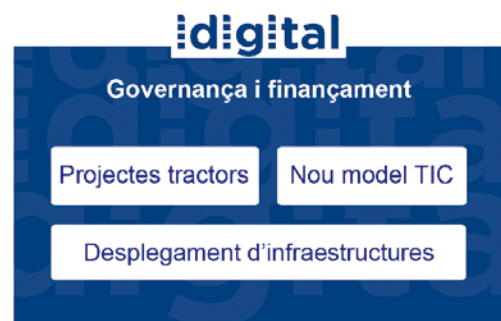 idigital
Governança i finançament
Projectes tractors
Nou model TIC
Desplegament d'infraestructures